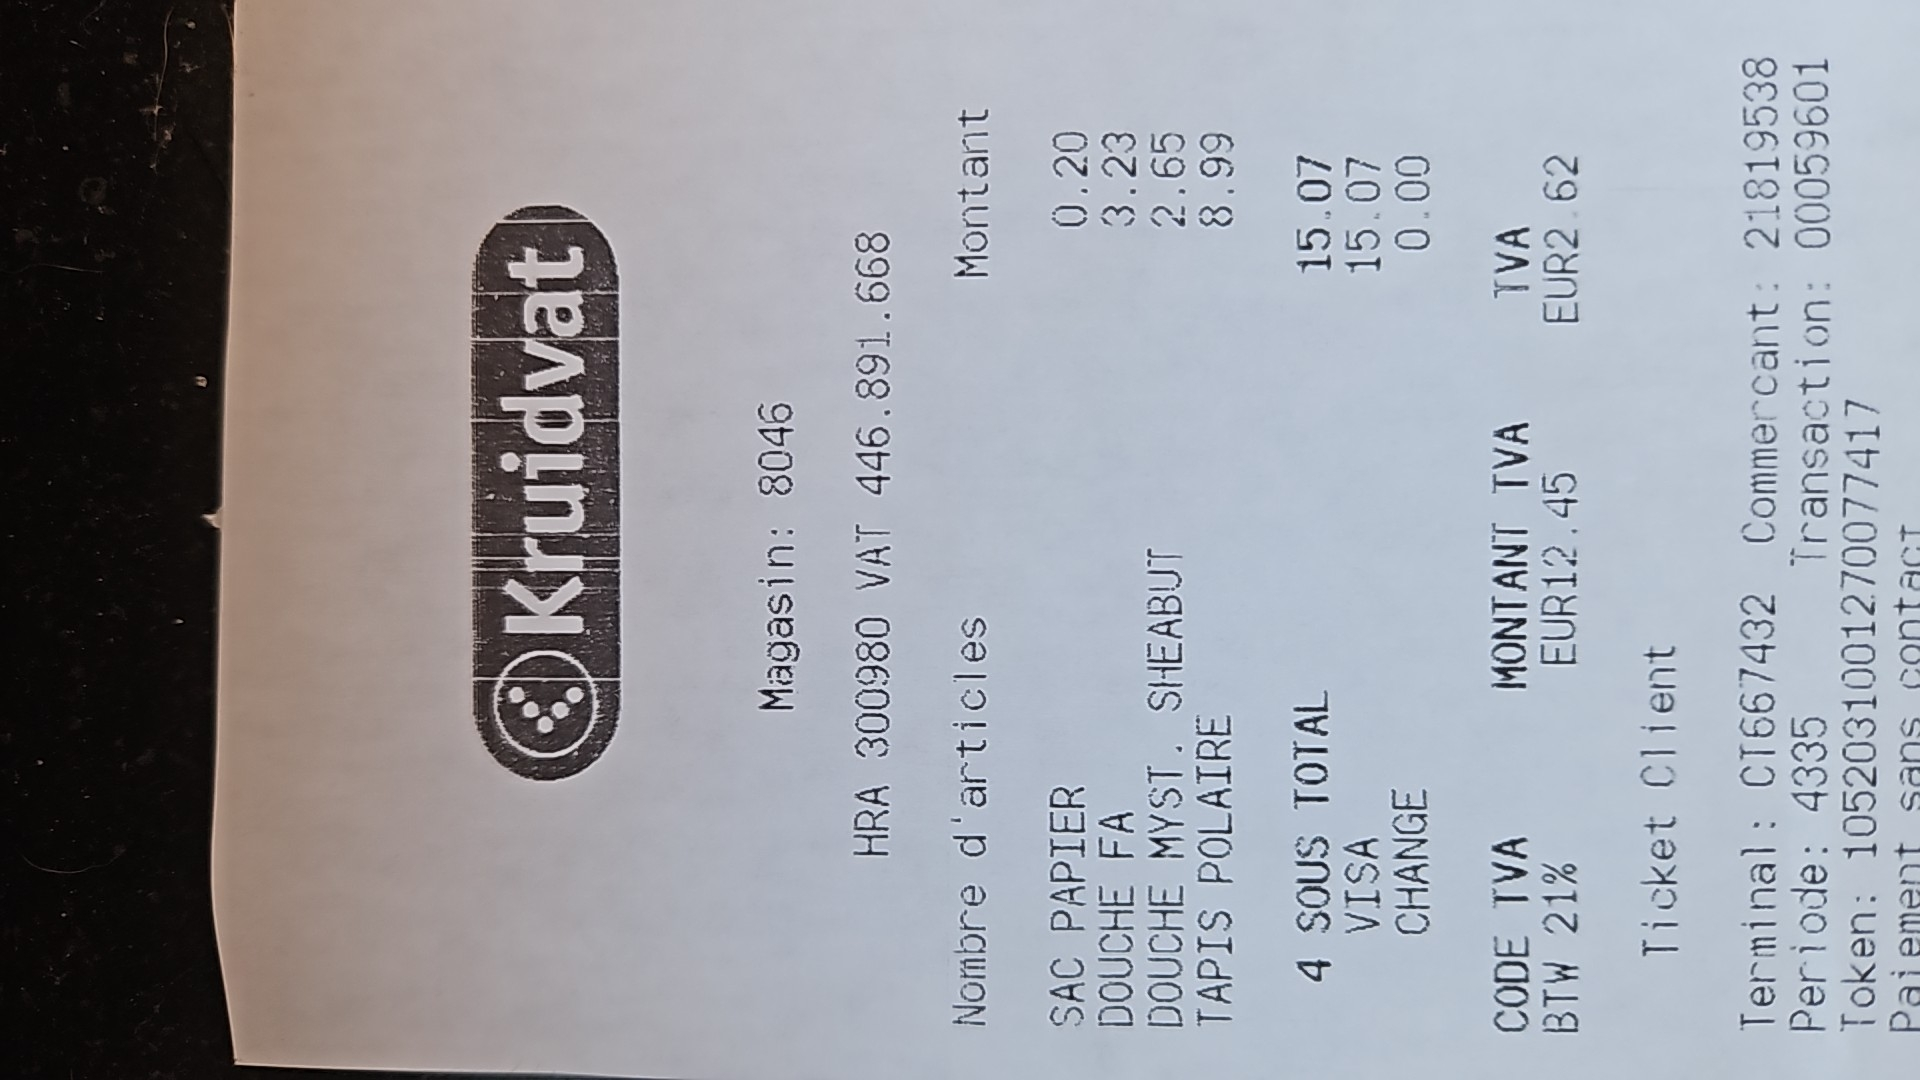 Kruidvat
Magasin: 8046
HRA 300980 VAT 446.891.668
Nombre d'articles Montant
SAC PAPIER 0.20
DOUCHE FA 3.23
DOUCHE MYST. SHEABUT 2.65
TAPIS POLAIRE 8.99
4 SOUS TOTAL 15.07
VISA 15.07
CHANGE 0.00
CODE TVA MONTANT TVA TVA
BTW 21% EUR12.45 EUR2.62
Ticket Client
Terminal: CT667432 Commercant: 21819538
Periode: 4335 Transaction: 00059601
Token: 1052031001270077417
Paiement sans contact